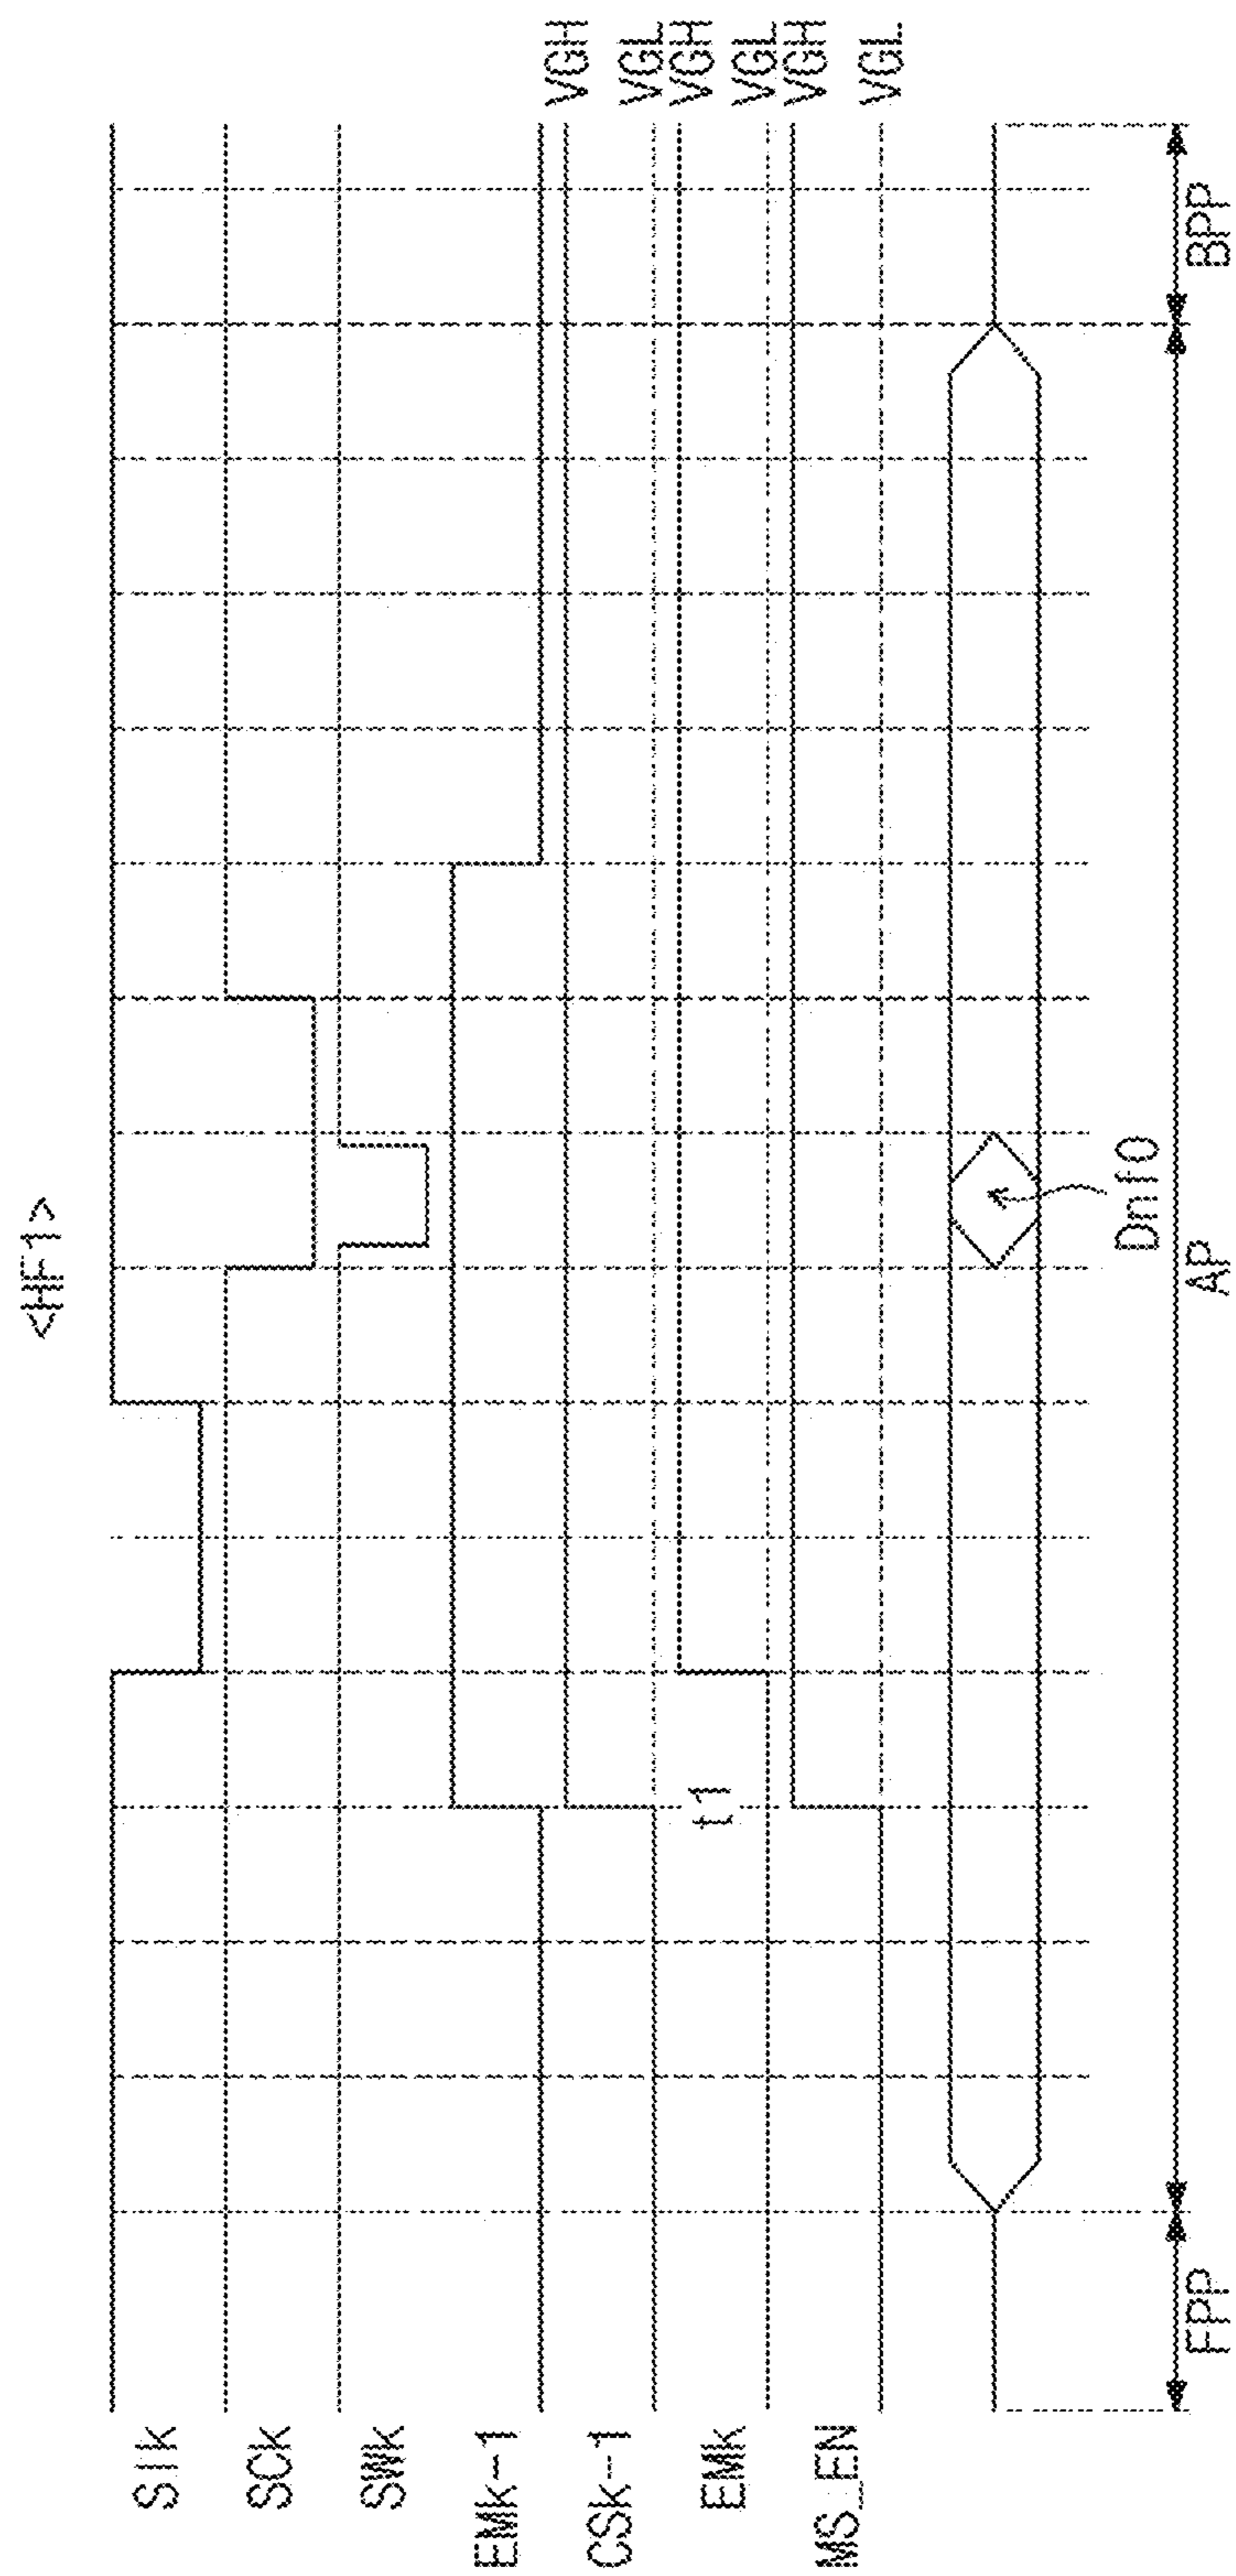 <HF1>
SIk
SCk
SWk
EMk-1
CSk-1
EMk
MS_EN
VGH
VGL
VGH
VGL
VGH
VGL
t1
Dnf0
FPP
AP
BPP